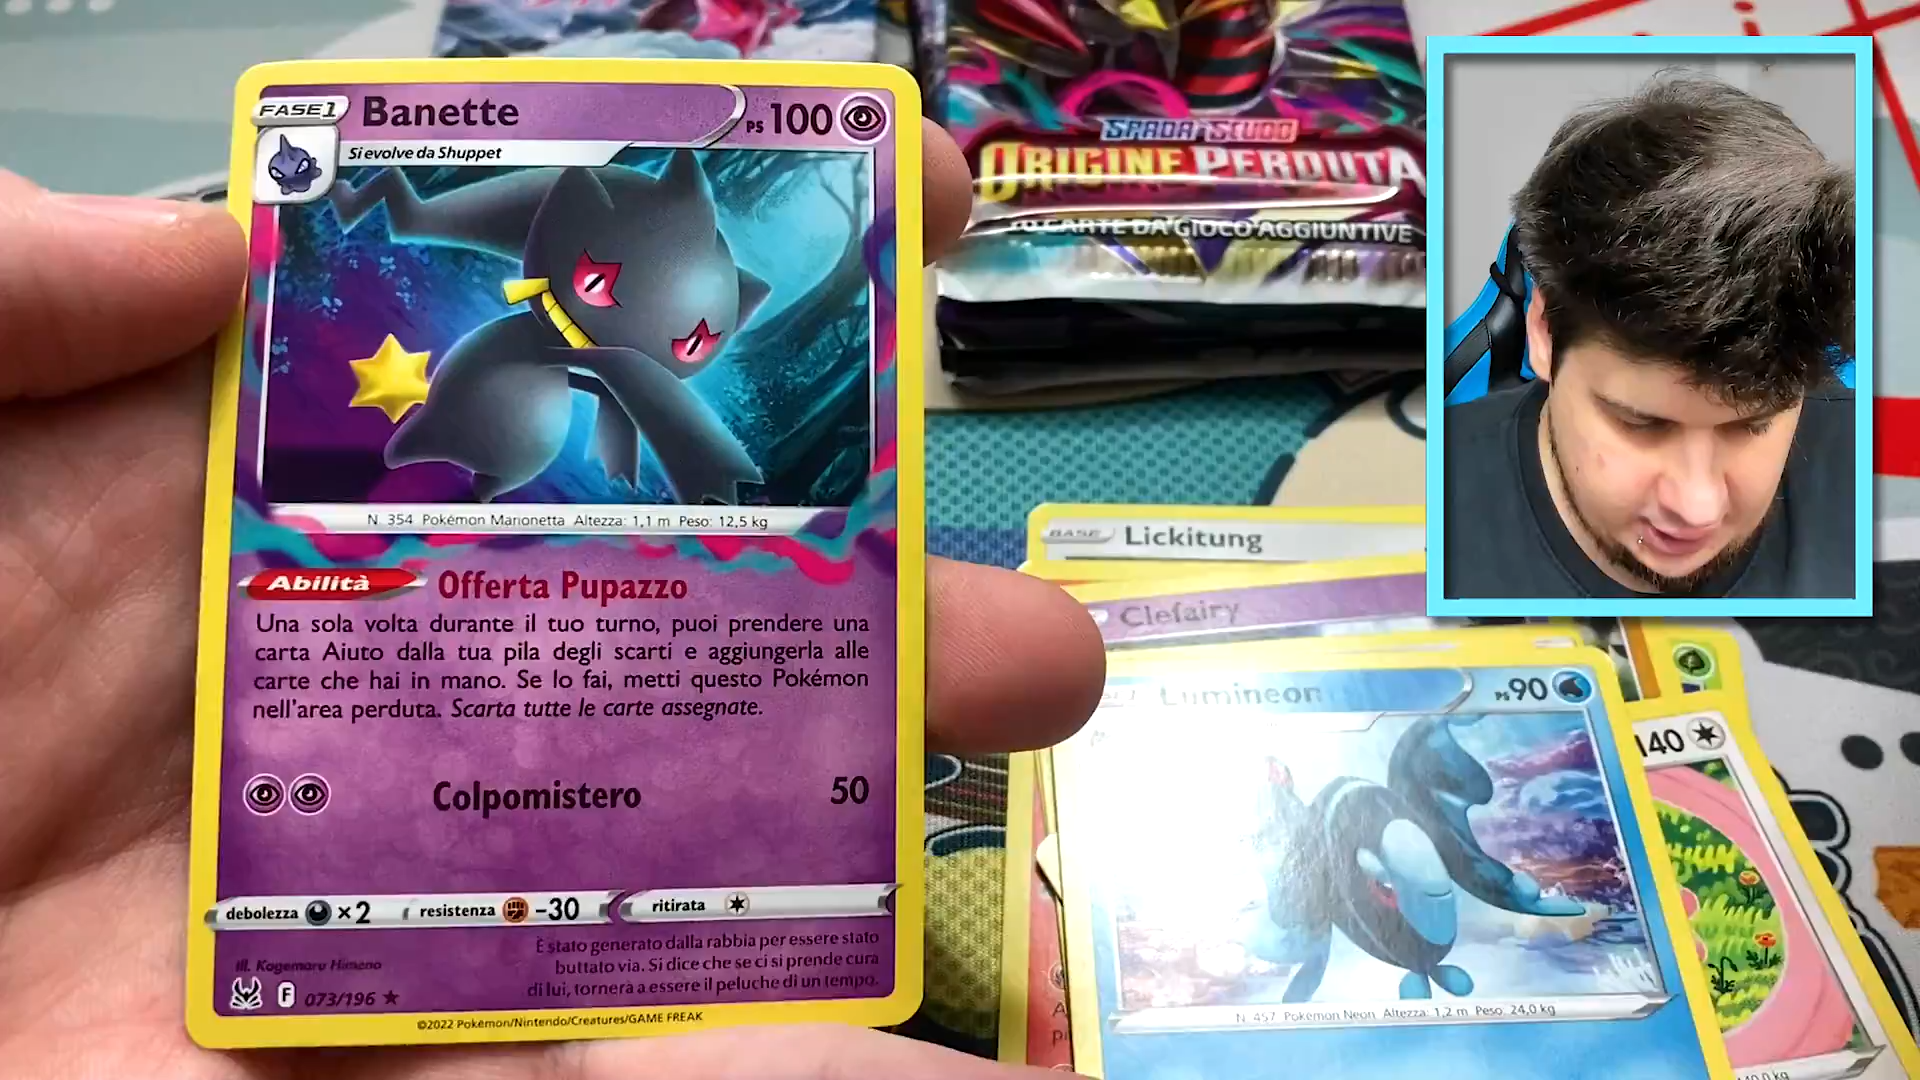 FASE 1
Banette
PS 100
Si evolve da Shuppet
N. 354 Pokémon Marionetta Altezza: 1,1 m Peso: 12,5 kg
Abilità Offerta Pupazzo
Una sola volta durante il tuo turno, puoi prendere una
carta Aiuto dalla tua pila degli scarti e aggiungerla alle
carte che hai in mano. Se lo fai, metti questo Pokémon
nell'area perduta. Scarta tutte le carte assegnate.
Colpomistero 50
debolezza ×2 resistenza -30 ritirata
È stato generato dalla rabbia per essere stato
buttato via. Si dice che se ci si prende cura
di lui, tornerà a essere il peluche di un tempo.
Ill. Kagemaru Himeno
F 073/196
©2022 Pokémon/Nintendo/Creatures/GAME FREAK
SPADA SCUDO
ORIGINE PERDUTA
10 CARTE DA GIOCO AGGIUNTIVE
BASE Lickitung
Clefairy
Lumineon
PS 90
N. 457 Pokémon Neon Altezza: 1,2 m Peso: 24,0 kg
140